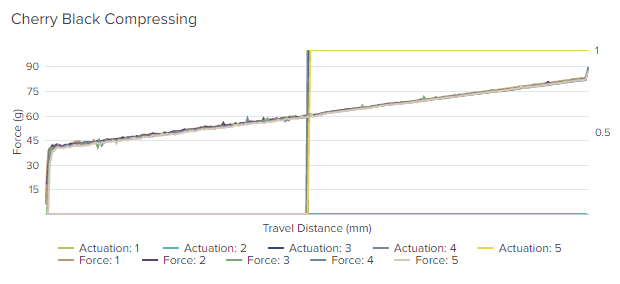 Cherry Black Compressing
1
90
75
60
0.5
45
30
15
Force (g)
Travel Distance (mm)
Actuation: 1 Actuation: 2 Actuation: 3 Actuation: 4 Actuation: 5
Force: 1 Force: 2 Force: 3 Force: 4 Force: 5